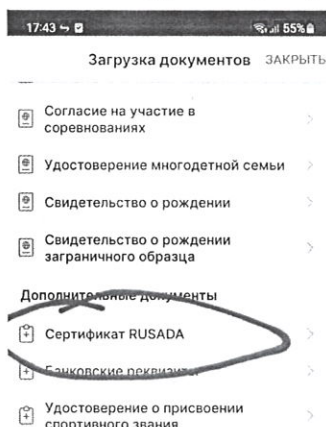 17:43 55%
Загрузка документов ЗАКРЫТЬ
Согласие на участие в
соревнованиях
Удостоверение многодетной семьи
Свидетельство о рождении
Свидетельство о рождении
заграничного образца
Дополнительные документы
Сертификат RUSADA
Банковские реквизиты
Удостоверение о присвоении
спортивного звания